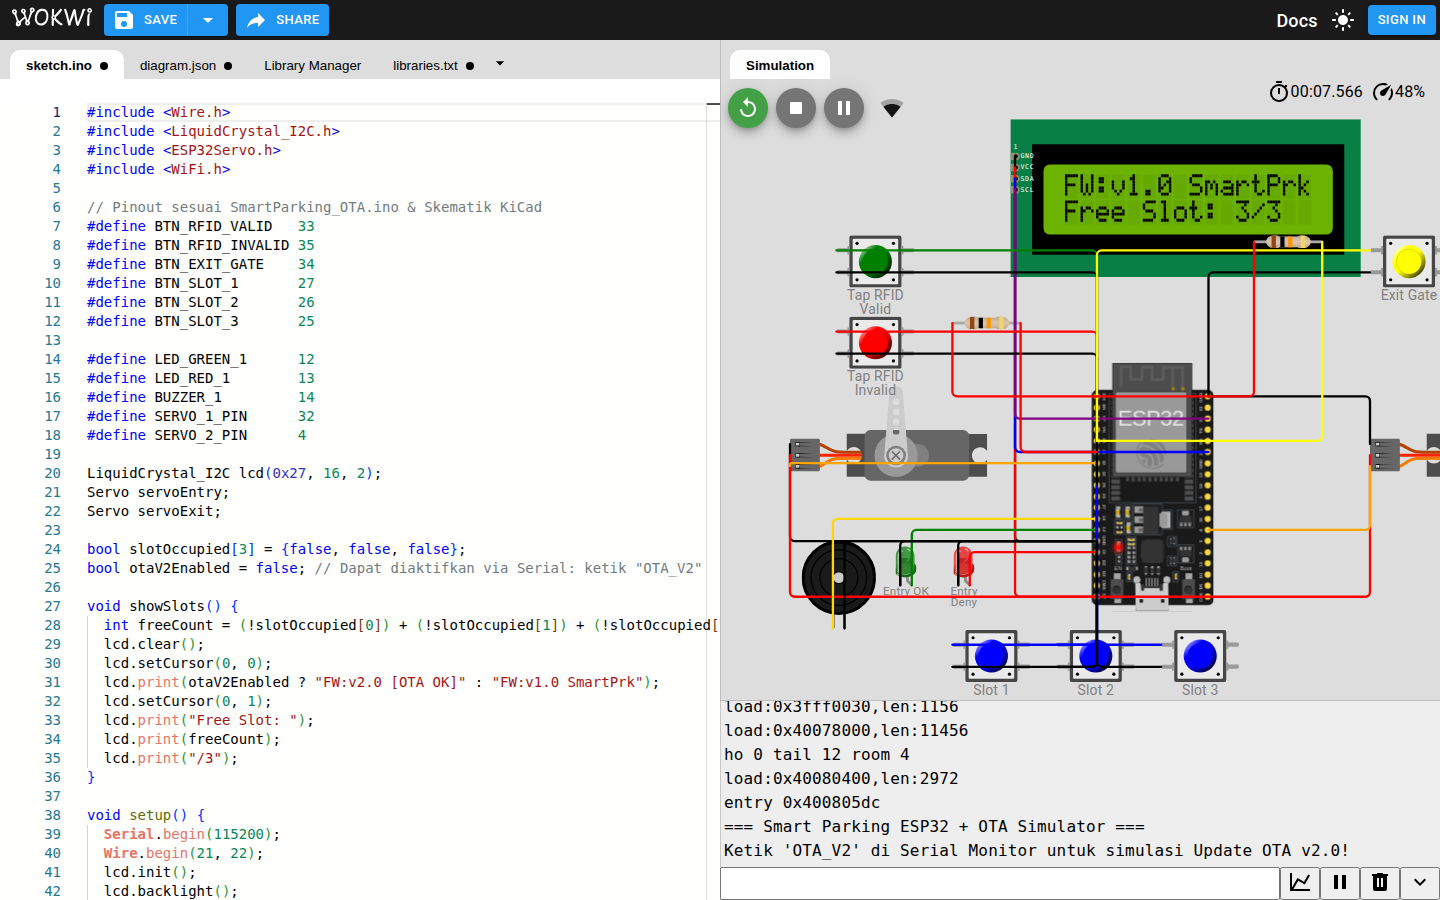 WOKWI
SAVE
SHARE
Docs
SIGN IN
sketch.ino
diagram.json
Library Manager
libraries.txt
1 #include <Wire.h>
2 #include <LiquidCrystal_I2C.h>
3 #include <ESP32Servo.h>
4 #include <WiFi.h>
5
6 // Pinout sesuai SmartParking_OTA.ino & Skematik KiCad
7 #define BTN_RFID_VALID   33
8 #define BTN_RFID_INVALID 35
9 #define BTN_EXIT_GATE    34
10 #define BTN_SLOT_1       27
11 #define BTN_SLOT_2       26
12 #define BTN_SLOT_3       25
13
14 #define LED_GREEN_1      12
15 #define LED_RED_1        13
16 #define BUZZER_1         14
17 #define SERVO_1_PIN      32
18 #define SERVO_2_PIN      4
19
20 LiquidCrystal_I2C lcd(0x27, 16, 2);
21 Servo servoEntry;
22 Servo servoExit;
23
24 bool slotOccupied[3] = {false, false, false};
25 bool otaV2Enabled = false; // Dapat diaktifkan via Serial: ketik "OTA_V2"
26
27 void showSlots() {
28   int freeCount = (!slotOccupied[0]) + (!slotOccupied[1]) + (!slotOccupied[
29   lcd.clear();
30   lcd.setCursor(0, 0);
31   lcd.print(otaV2Enabled ? "FW:v2.0 [OTA OK]" : "FW:v1.0 SmartPrk");
32   lcd.setCursor(0, 1);
33   lcd.print("Free Slot: ");
34   lcd.print(freeCount);
35   lcd.print("/3");
36 }
37
38 void setup() {
39   Serial.begin(115200);
40   Wire.begin(21, 22);
41   lcd.init();
42   lcd.backlight();
Simulation
00:07.566
48%
1
GND
VCC
SDA
SCL
FW:v1.0 SmartPrk
Free Slot: 3/3
Tap RFID
Valid
Exit Gate
Tap RFID
Invalid
ESP32
EN
Boot
Entry OK
Entry
Deny
Slot 1
Slot 2
Slot 3
load:0x3fff0030,len:1156
load:0x40078000,len:11456
ho 0 tail 12 room 4
load:0x40080400,len:2972
entry 0x400805dc
=== Smart Parking ESP32 + OTA Simulator ===
Ketik 'OTA_V2' di Serial Monitor untuk simulasi Update OTA v2.0!